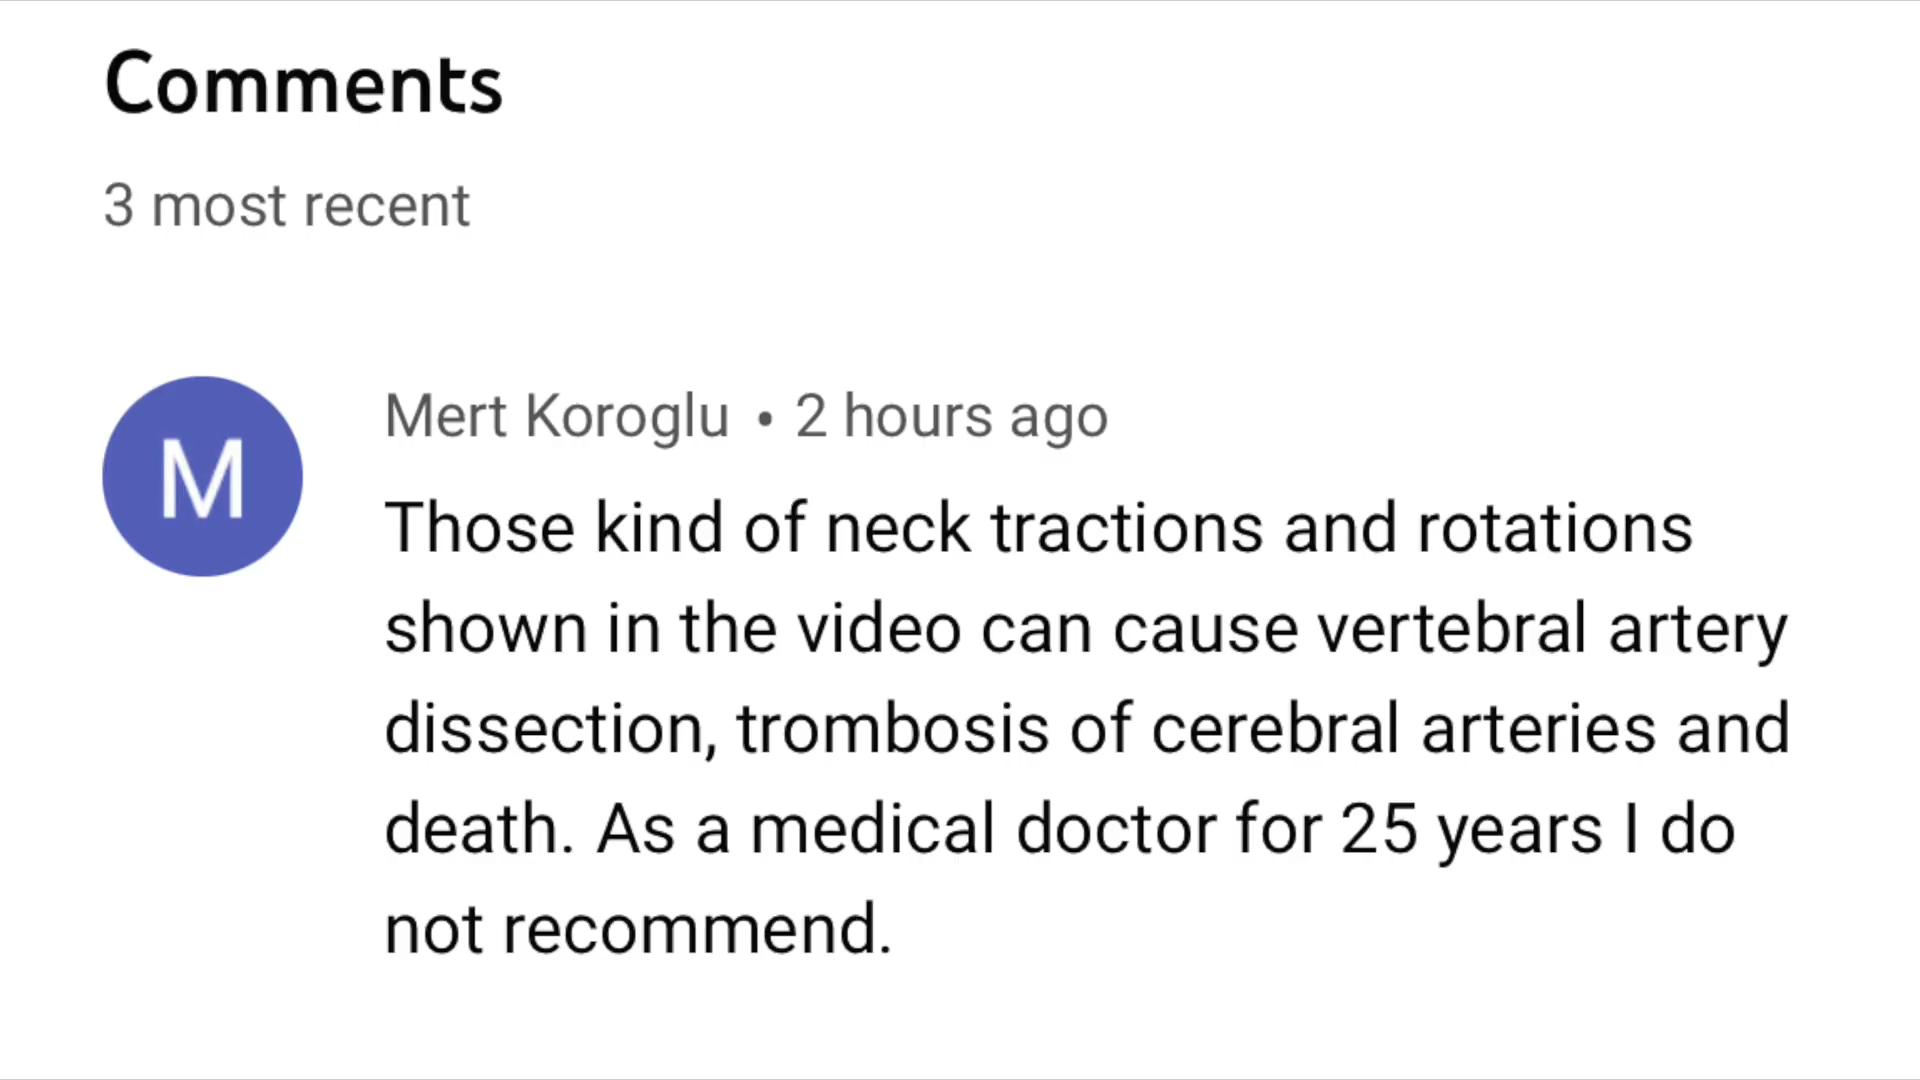 Comments
3 most recent
M
Mert Koroglu • 2 hours ago
Those kind of neck tractions and rotations
shown in the video can cause vertebral artery
dissection, trombosis of cerebral arteries and
death. As a medical doctor for 25 years I do
not recommend.